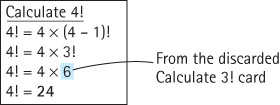 Calculate 4!
4! = 4 × (4 – 1)!
4! = 4 × 3!
4! = 4 × 6
4! = 24
From the discarded
Calculate 3! card